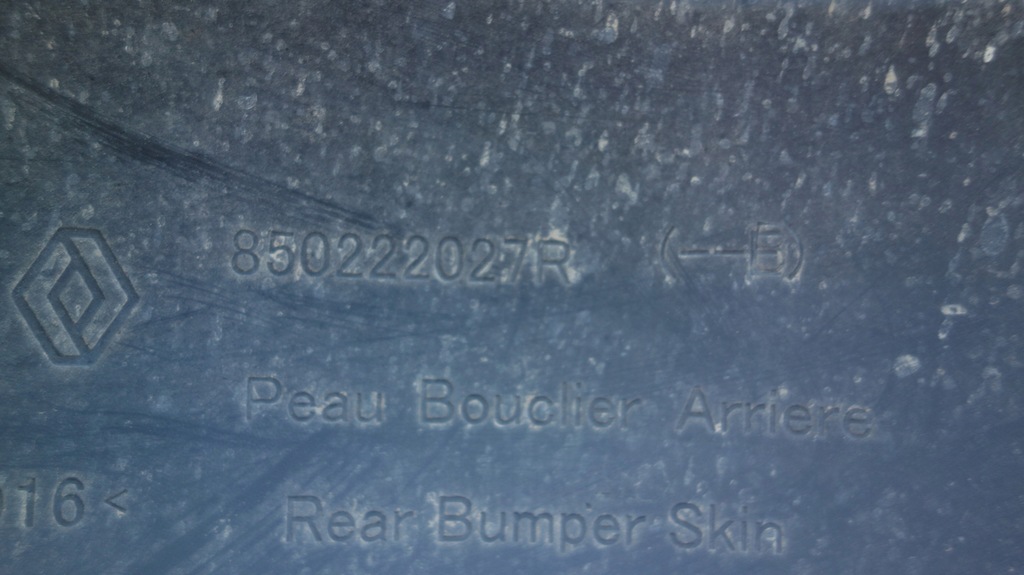 850222027R (--E)
Peau Bouclier Arriere
16<
Rear Bumper Skin